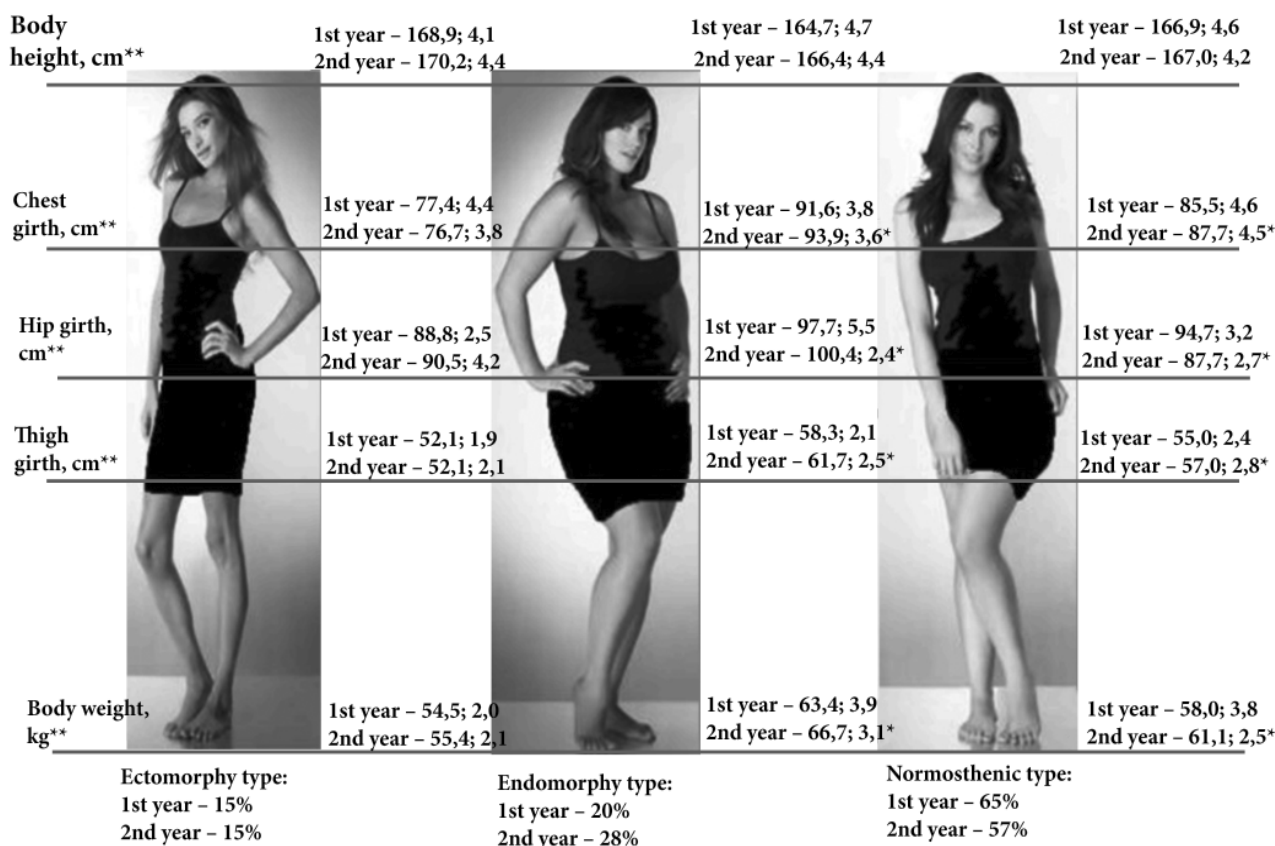 Body
height, cm**
1st year – 168,9; 4,1
2nd year – 170,2; 4,4
1st year – 164,7; 4,7
2nd year – 166,4; 4,4
1st year – 166,9; 4,6
2nd year – 167,0; 4,2
Chest
girth, cm**
1st year – 77,4; 4,4
2nd year – 76,7; 3,8
1st year – 91,6; 3,8
2nd year – 93,9; 3,6*
1st year – 85,5; 4,6
2nd year – 87,7; 4,5*
Hip girth,
cm**
1st year – 88,8; 2,5
2nd year – 90,5; 4,2
1st year – 97,7; 5,5
2nd year – 100,4; 2,4*
1st year – 94,7; 3,2
2nd year – 87,7; 2,7*
Thigh
girth, cm**
1st year – 52,1; 1,9
2nd year – 52,1; 2,1
1st year – 58,3; 2,1
2nd year – 61,7; 2,5*
1st year – 55,0; 2,4
2nd year – 57,0; 2,8*
Body weight,
kg**
1st year – 54,5; 2,0
2nd year – 55,4; 2,1
1st year – 63,4; 3,9
2nd year – 66,7; 3,1*
1st year – 58,0; 3,8
2nd year – 61,1; 2,5*
Ectomorphy type:
1st year – 15%
2nd year – 15%
Endomorphy type:
1st year – 20%
2nd year – 28%
Normosthenic type:
1st year – 65%
2nd year – 57%